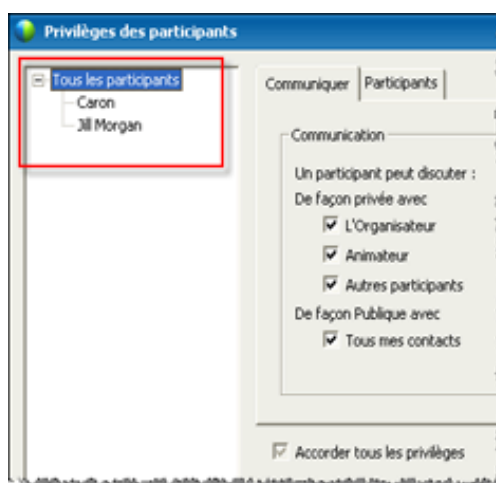 Privilèges des participants
Tous les participants
Caron
Jill Morgan
Communiquer
Participants
Communication
Un participant peut discuter :
De façon privée avec
L'Organisateur
Animateur
Autres participants
De façon Publique avec
Tous mes contacts
Accorder tous les privilèges